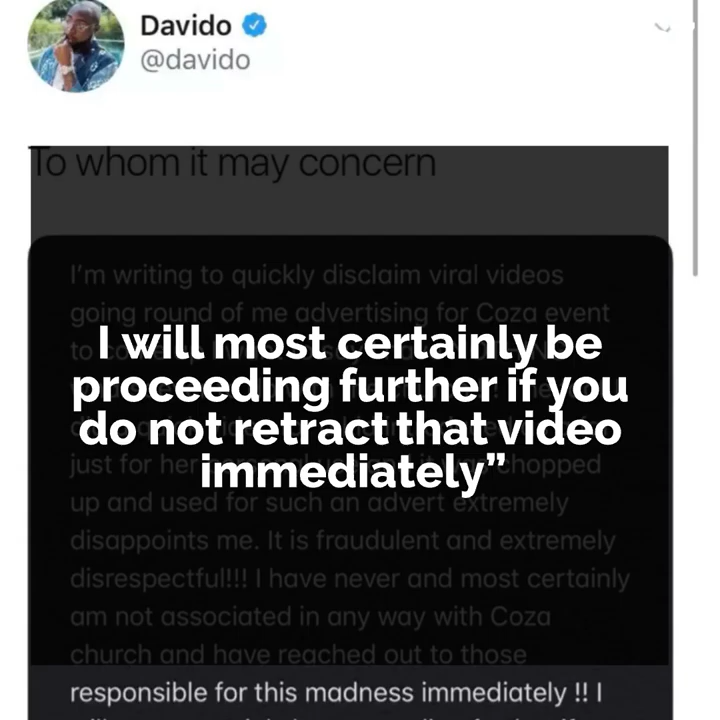 Davido
@davido
To whom it may concern
I'm writing to quickly disclaim viral videos
going round of me advertising for Coza event
I will most certainly be
proceeding further if you
do not retract that video
immediately”
just for her
chopped
up and used for such an advert extremely
disappoints me. It is fraudulent and extremely
disrespectful!!! I have never and most certainly
am not associated in any way with Coza
church and have reached out to those
responsible for this madness immediately !! I